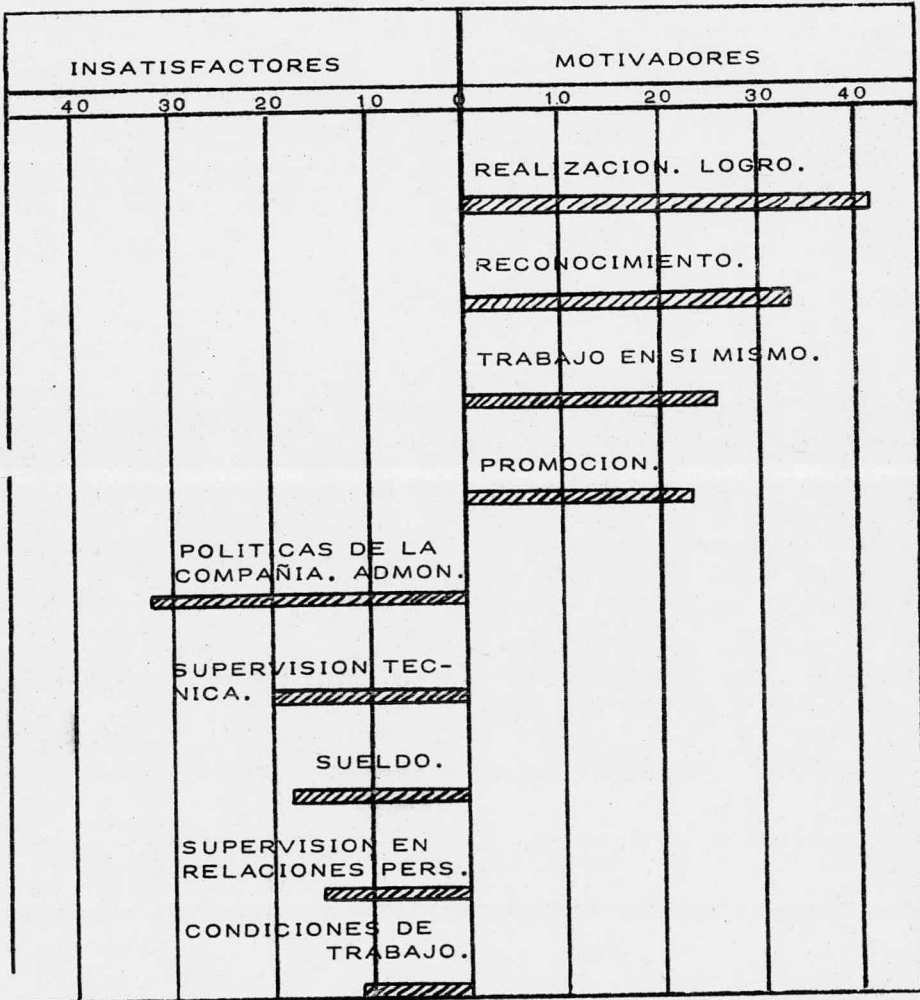 INSATISFACTORES MOTIVADORES
40 30 20 10 0 10 20 30 40
REALIZACION. LOGRO.
RECONOCIMIENTO.
TRABAJO EN SI MISMO.
PROMOCION.
POLITICAS DE LA
COMPAÑIA. ADMON.
SUPERVISION TEC-
NICA.
SUELDO.
SUPERVISION EN
RELACIONES PERS.
CONDICIONES DE
TRABAJO.